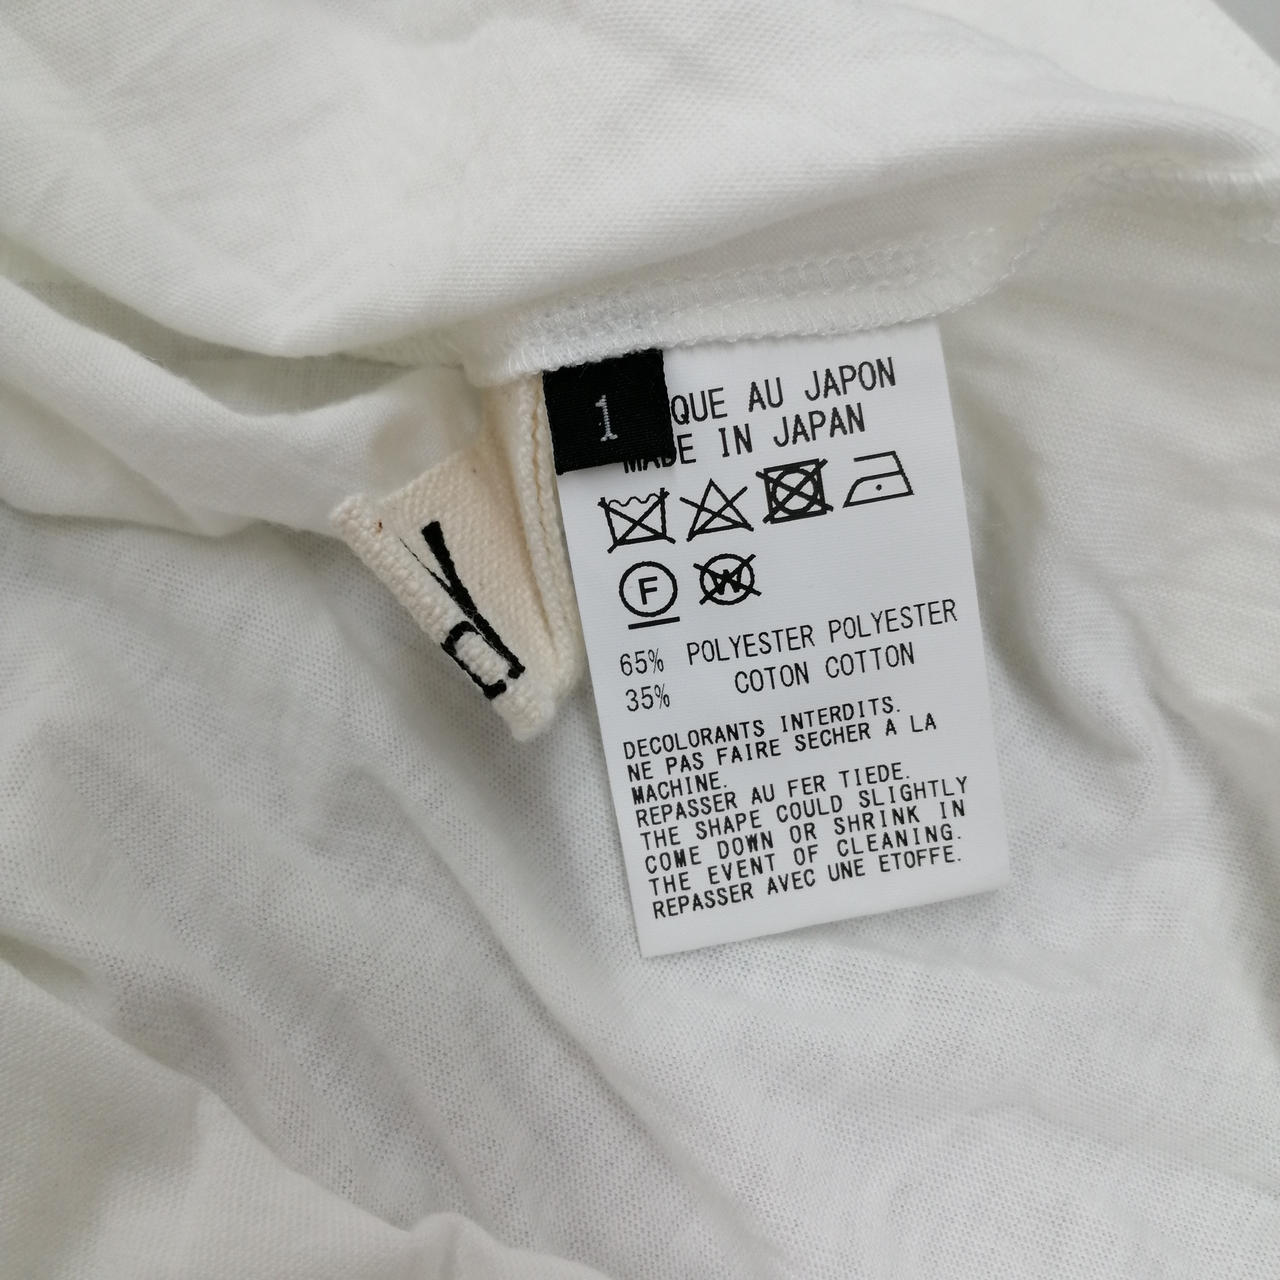 1
QUE AU JAPON
MADE IN JAPAN
F
W
65% POLYESTER POLYESTER
35% COTON COTTON
DECOLORANTS INTERDITS.
NE PAS FAIRE SECHER A LA
MACHINE.
REPASSER AU FER TIEDE.
THE SHAPE COULD SLIGHTLY
COME DOWN OR SHRINK IN
THE EVENT OF CLEANING.
REPASSER AVEC UNE ETOFFE.